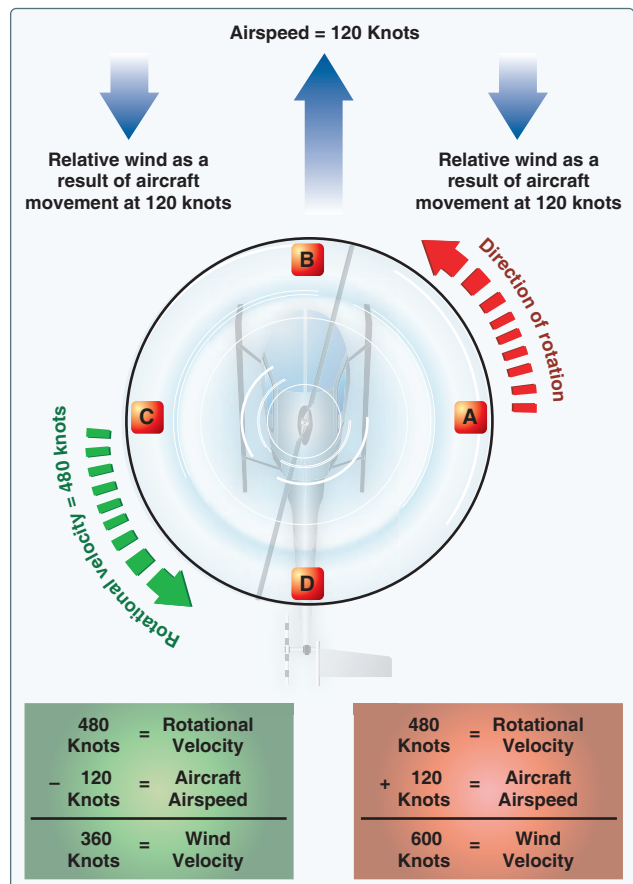 Airspeed = 120 Knots
Relative wind as a
result of aircraft
movement at 120 knots
Relative wind as a
result of aircraft
movement at 120 knots
B
Direction of rotation
C
A
Rotational velocity = 480 knots
D
480 Knots = Rotational Velocity
– 120 Knots = Aircraft Airspeed
360 Knots = Wind Velocity
480 Knots = Rotational Velocity
+ 120 Knots = Aircraft Airspeed
600 Knots = Wind Velocity